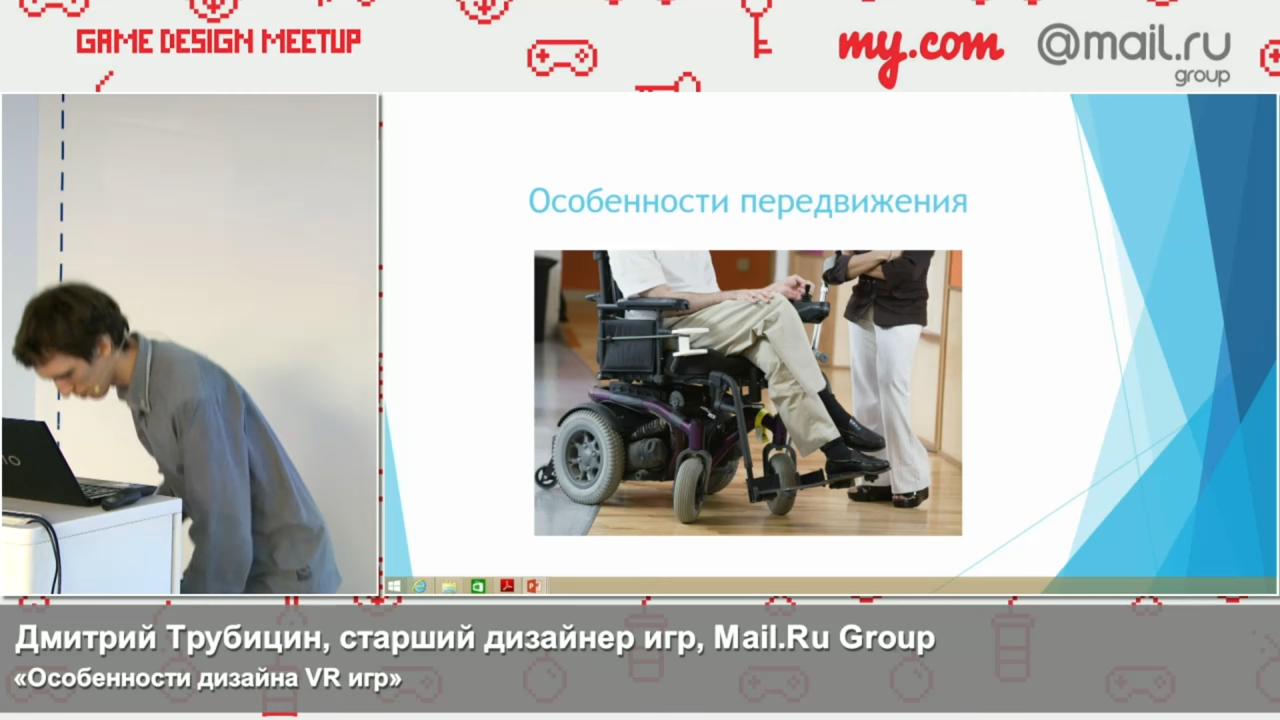 GAME DESIGN MEETUP
my.com
@mail.ru
group
Особенности передвижения
Дмитрий Трубицин, старший дизайнер игр, Mail.Ru Group
«Особенности дизайна VR игр»